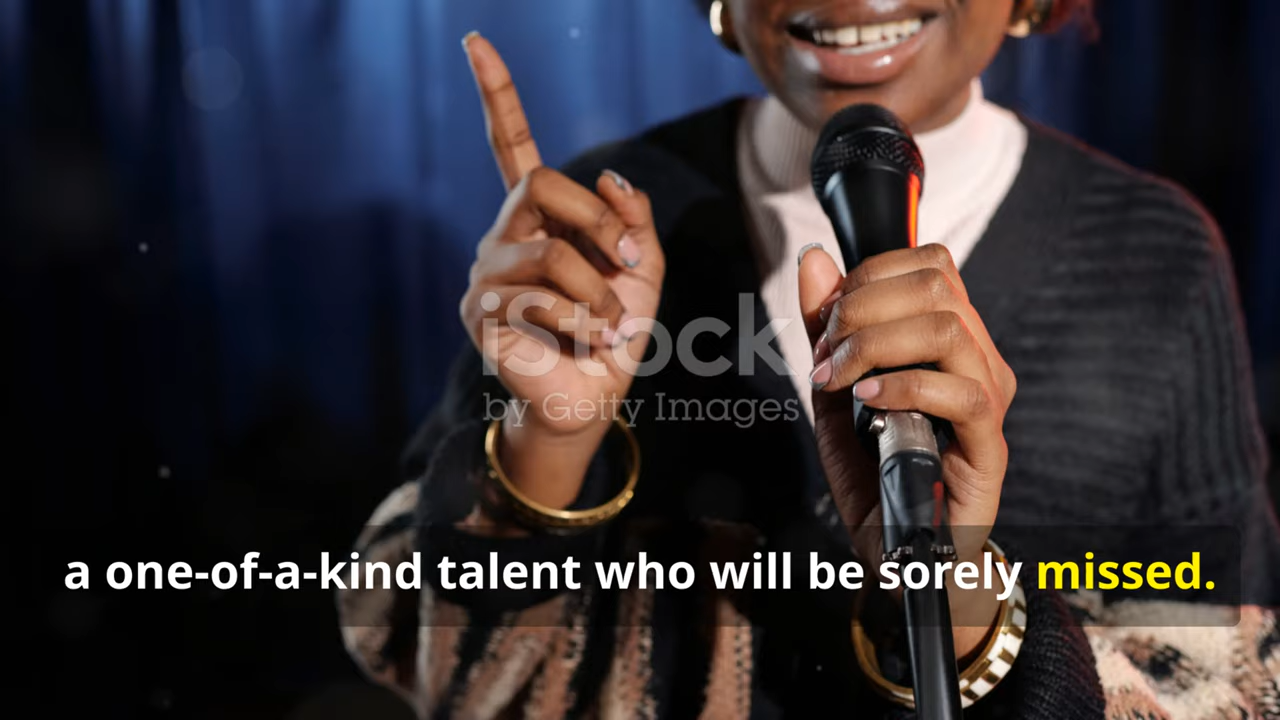 iStock
by Getty Images
a one-of-a-kind talent who will be sorely missed.